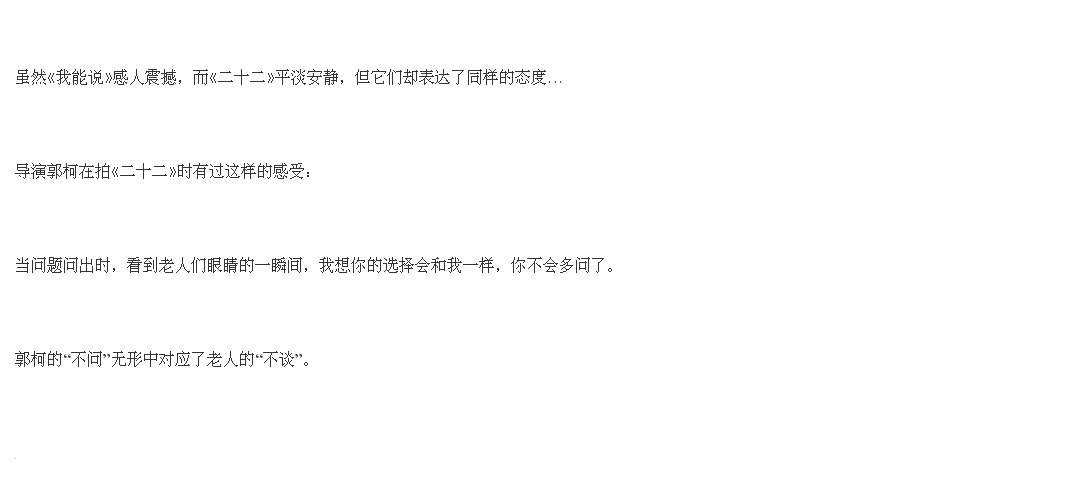 虽然《我能说》感人震撼，而《二十二》平淡安静，但它们却表达了同样的态度…
导演郭柯在拍《二十二》时有过这样的感受：
当问题问出时，看到老人们眼睛的一瞬间，我想你的选择会和我一样，你不会多问了。
郭柯的“不问”无形中对应了老人的“不谈”。